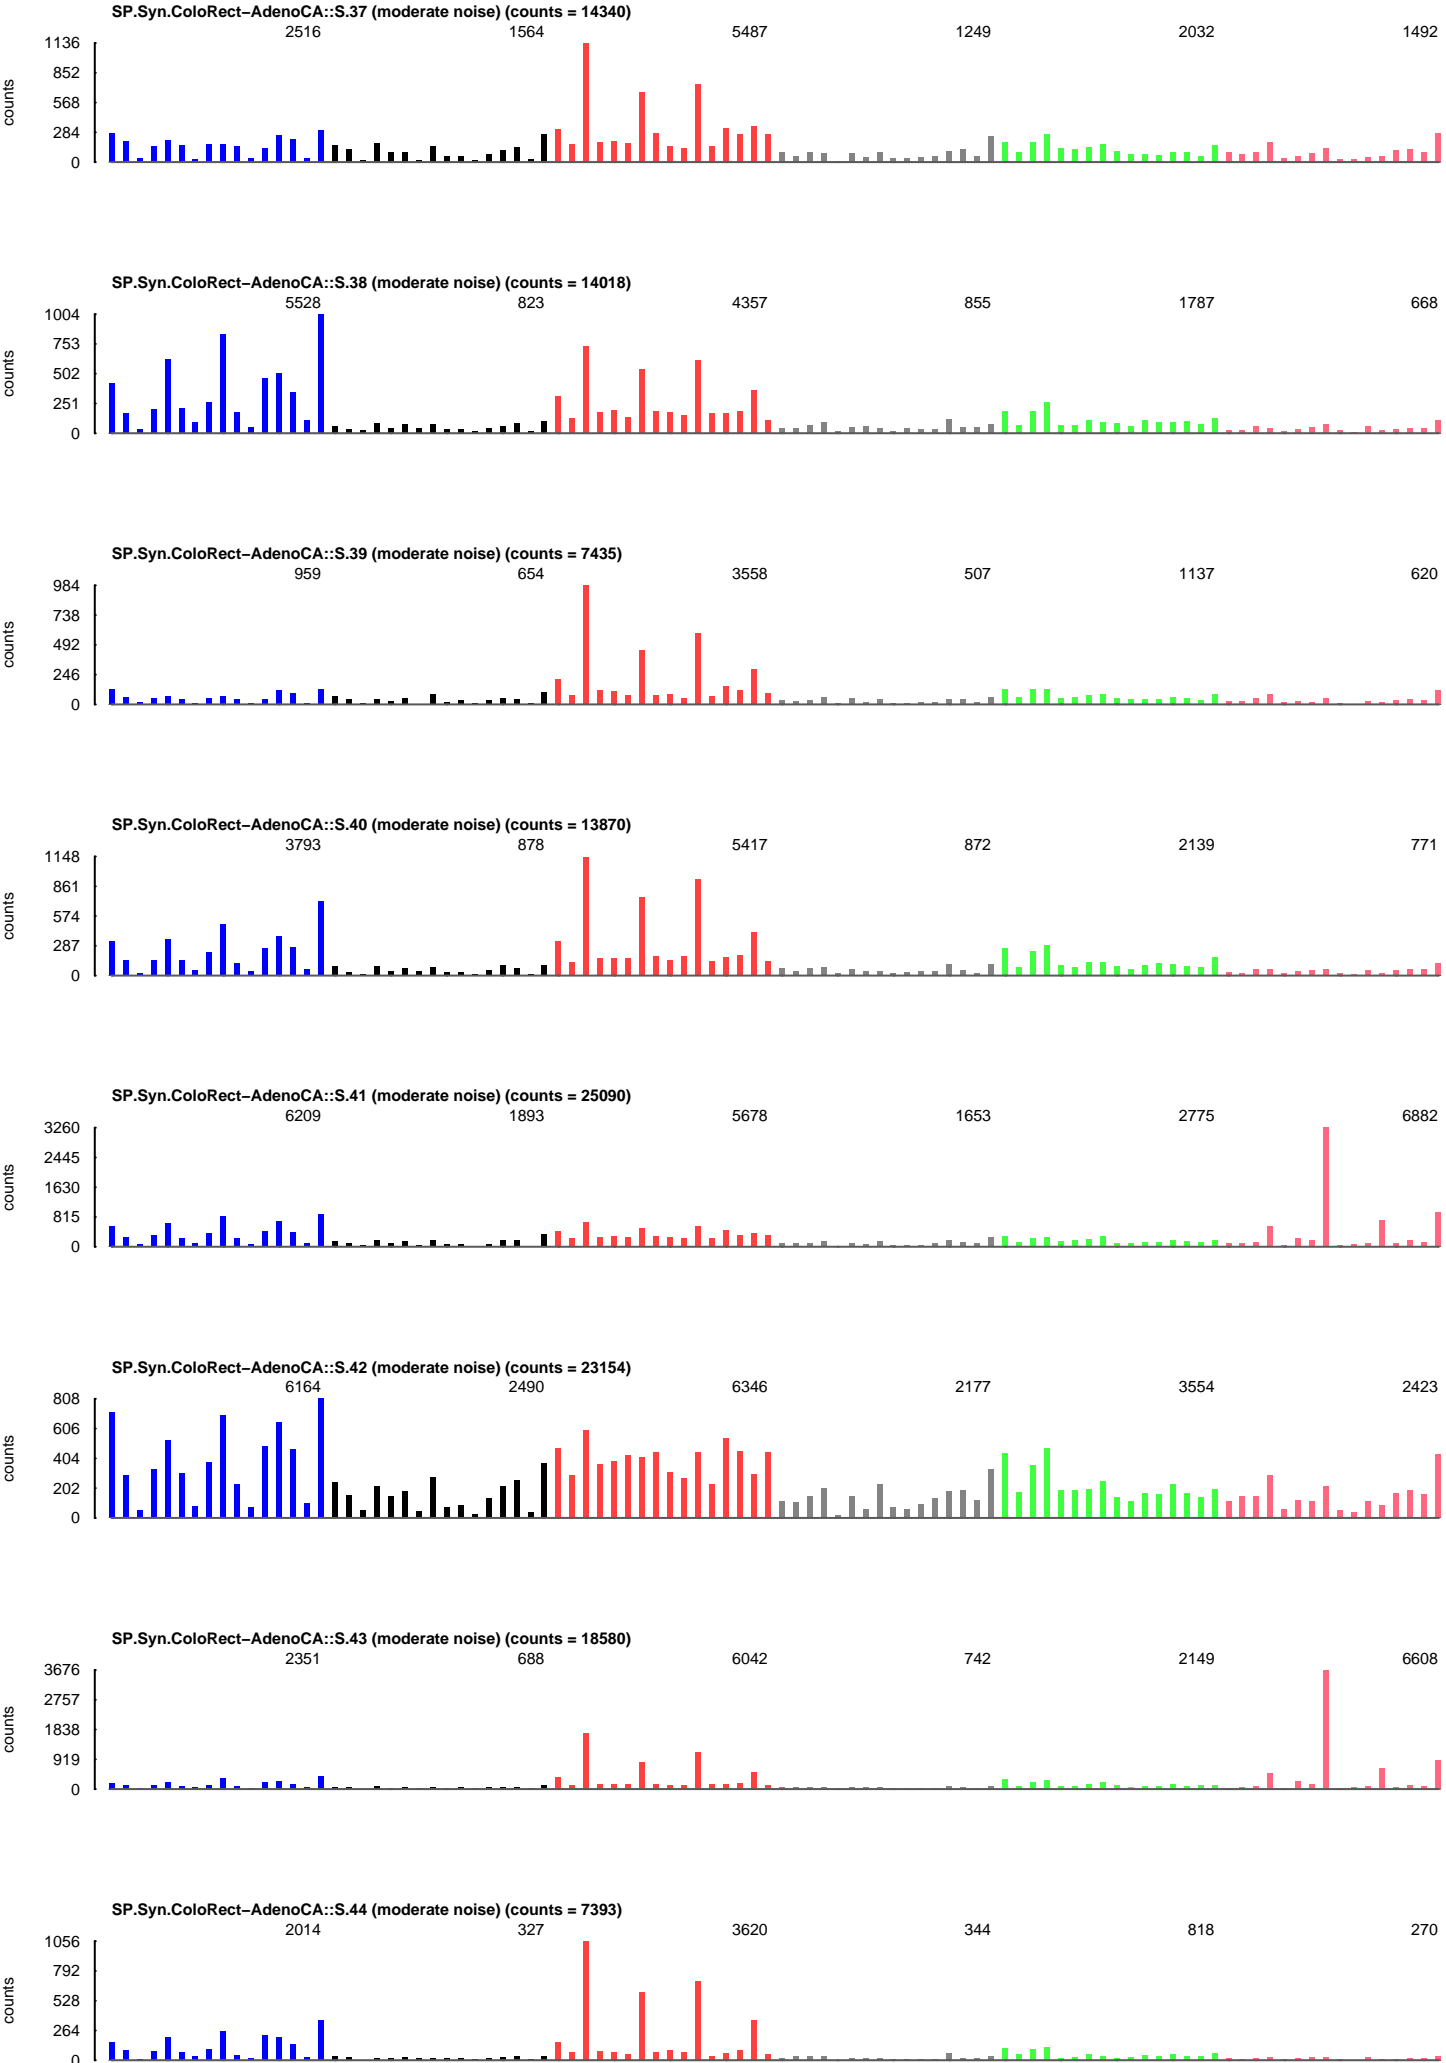 SP.Syn.ColoRect−AdenoCA::S.37 (moderate noise) (counts = 14340)
2516 1564 5487 1249 2032 1492
1136
852
568
284
0
counts
SP.Syn.ColoRect−AdenoCA::S.38 (moderate noise) (counts = 14018)
5528 823 4357 855 1787 668
1004
753
502
251
0
counts
SP.Syn.ColoRect−AdenoCA::S.39 (moderate noise) (counts = 7435)
959 654 3558 507 1137 620
984
738
492
246
0
counts
SP.Syn.ColoRect−AdenoCA::S.40 (moderate noise) (counts = 13870)
3793 878 5417 872 2139 771
1148
861
574
287
0
counts
SP.Syn.ColoRect−AdenoCA::S.41 (moderate noise) (counts = 25090)
6209 1893 5678 1653 2775 6882
3260
2445
1630
815
0
counts
SP.Syn.ColoRect−AdenoCA::S.42 (moderate noise) (counts = 23154)
6164 2490 6346 2177 3554 2423
808
606
404
202
0
counts
SP.Syn.ColoRect−AdenoCA::S.43 (moderate noise) (counts = 18580)
2351 688 6042 742 2149 6608
3676
2757
1838
919
0
counts
SP.Syn.ColoRect−AdenoCA::S.44 (moderate noise) (counts = 7393)
2014 327 3620 344 818 270
1056
792
528
264
0
counts